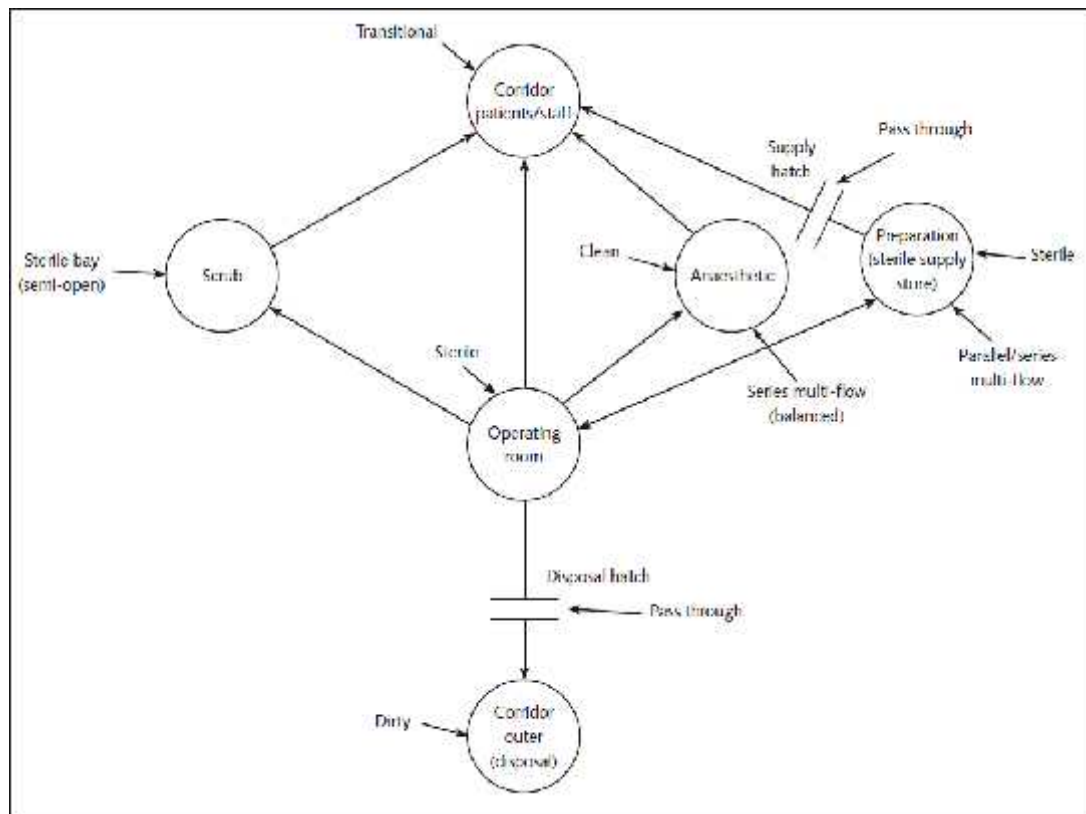 Transitional
Corridor
patients/staff
Pass through
Supply
hatch
Preparation
(sterile supply
store)
Sterile
Clean
Anaesthetic
Sterile bay
(semi-open)
Scrub
Sterile
Parallel/series
multi-flow
Series multi-flow
(balanced)
Operating
room
Disposal hatch
Pass through
Dirty
Corridor
outer
(disposal)